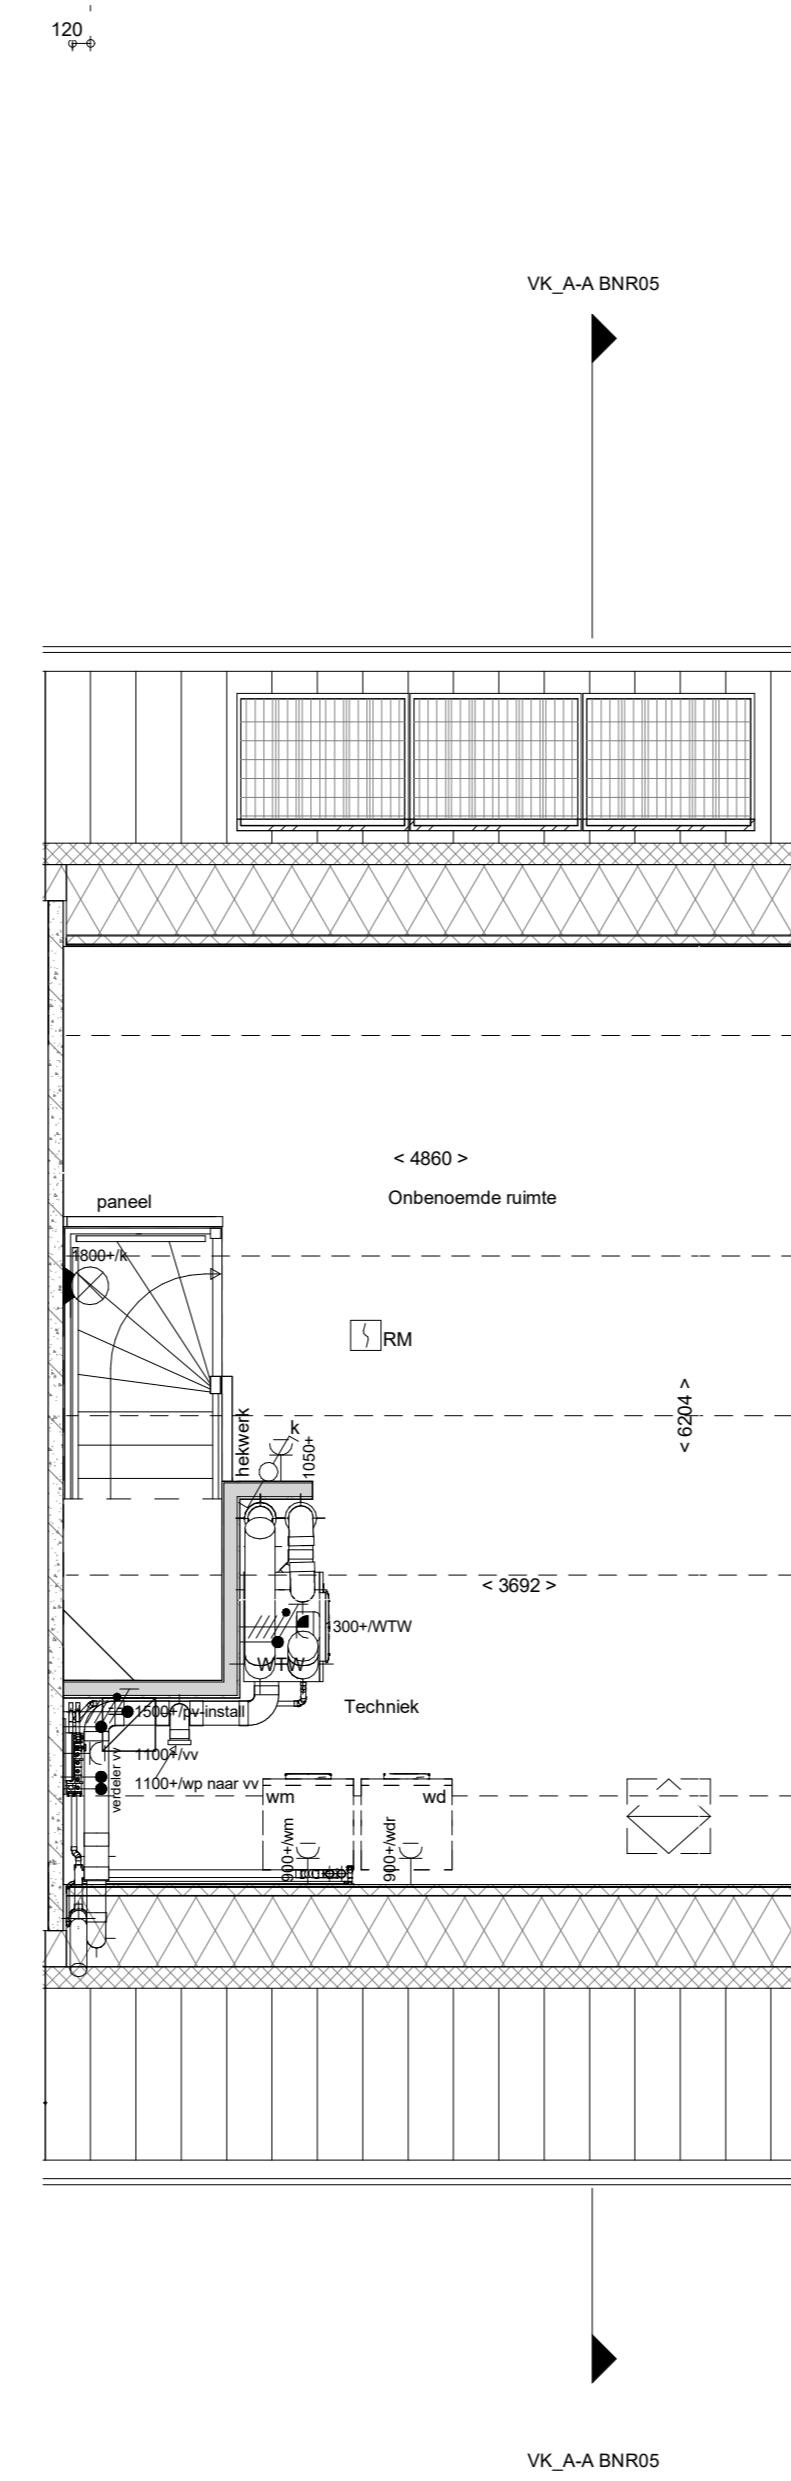 120
VK_A-A BNR05
< 4860 >
Onbenoemde ruimte
paneel
1800+/k
RM
< 6204 >
hekwerk
k
1050+
< 3692 >
1300+/WTW
WTW
Techniek
1500+/pv-install
1100+/vv
verdeler vv
1100+/wp naar vv
wm
wd
900+/wm
900+/wdr
VK_A-A BNR05